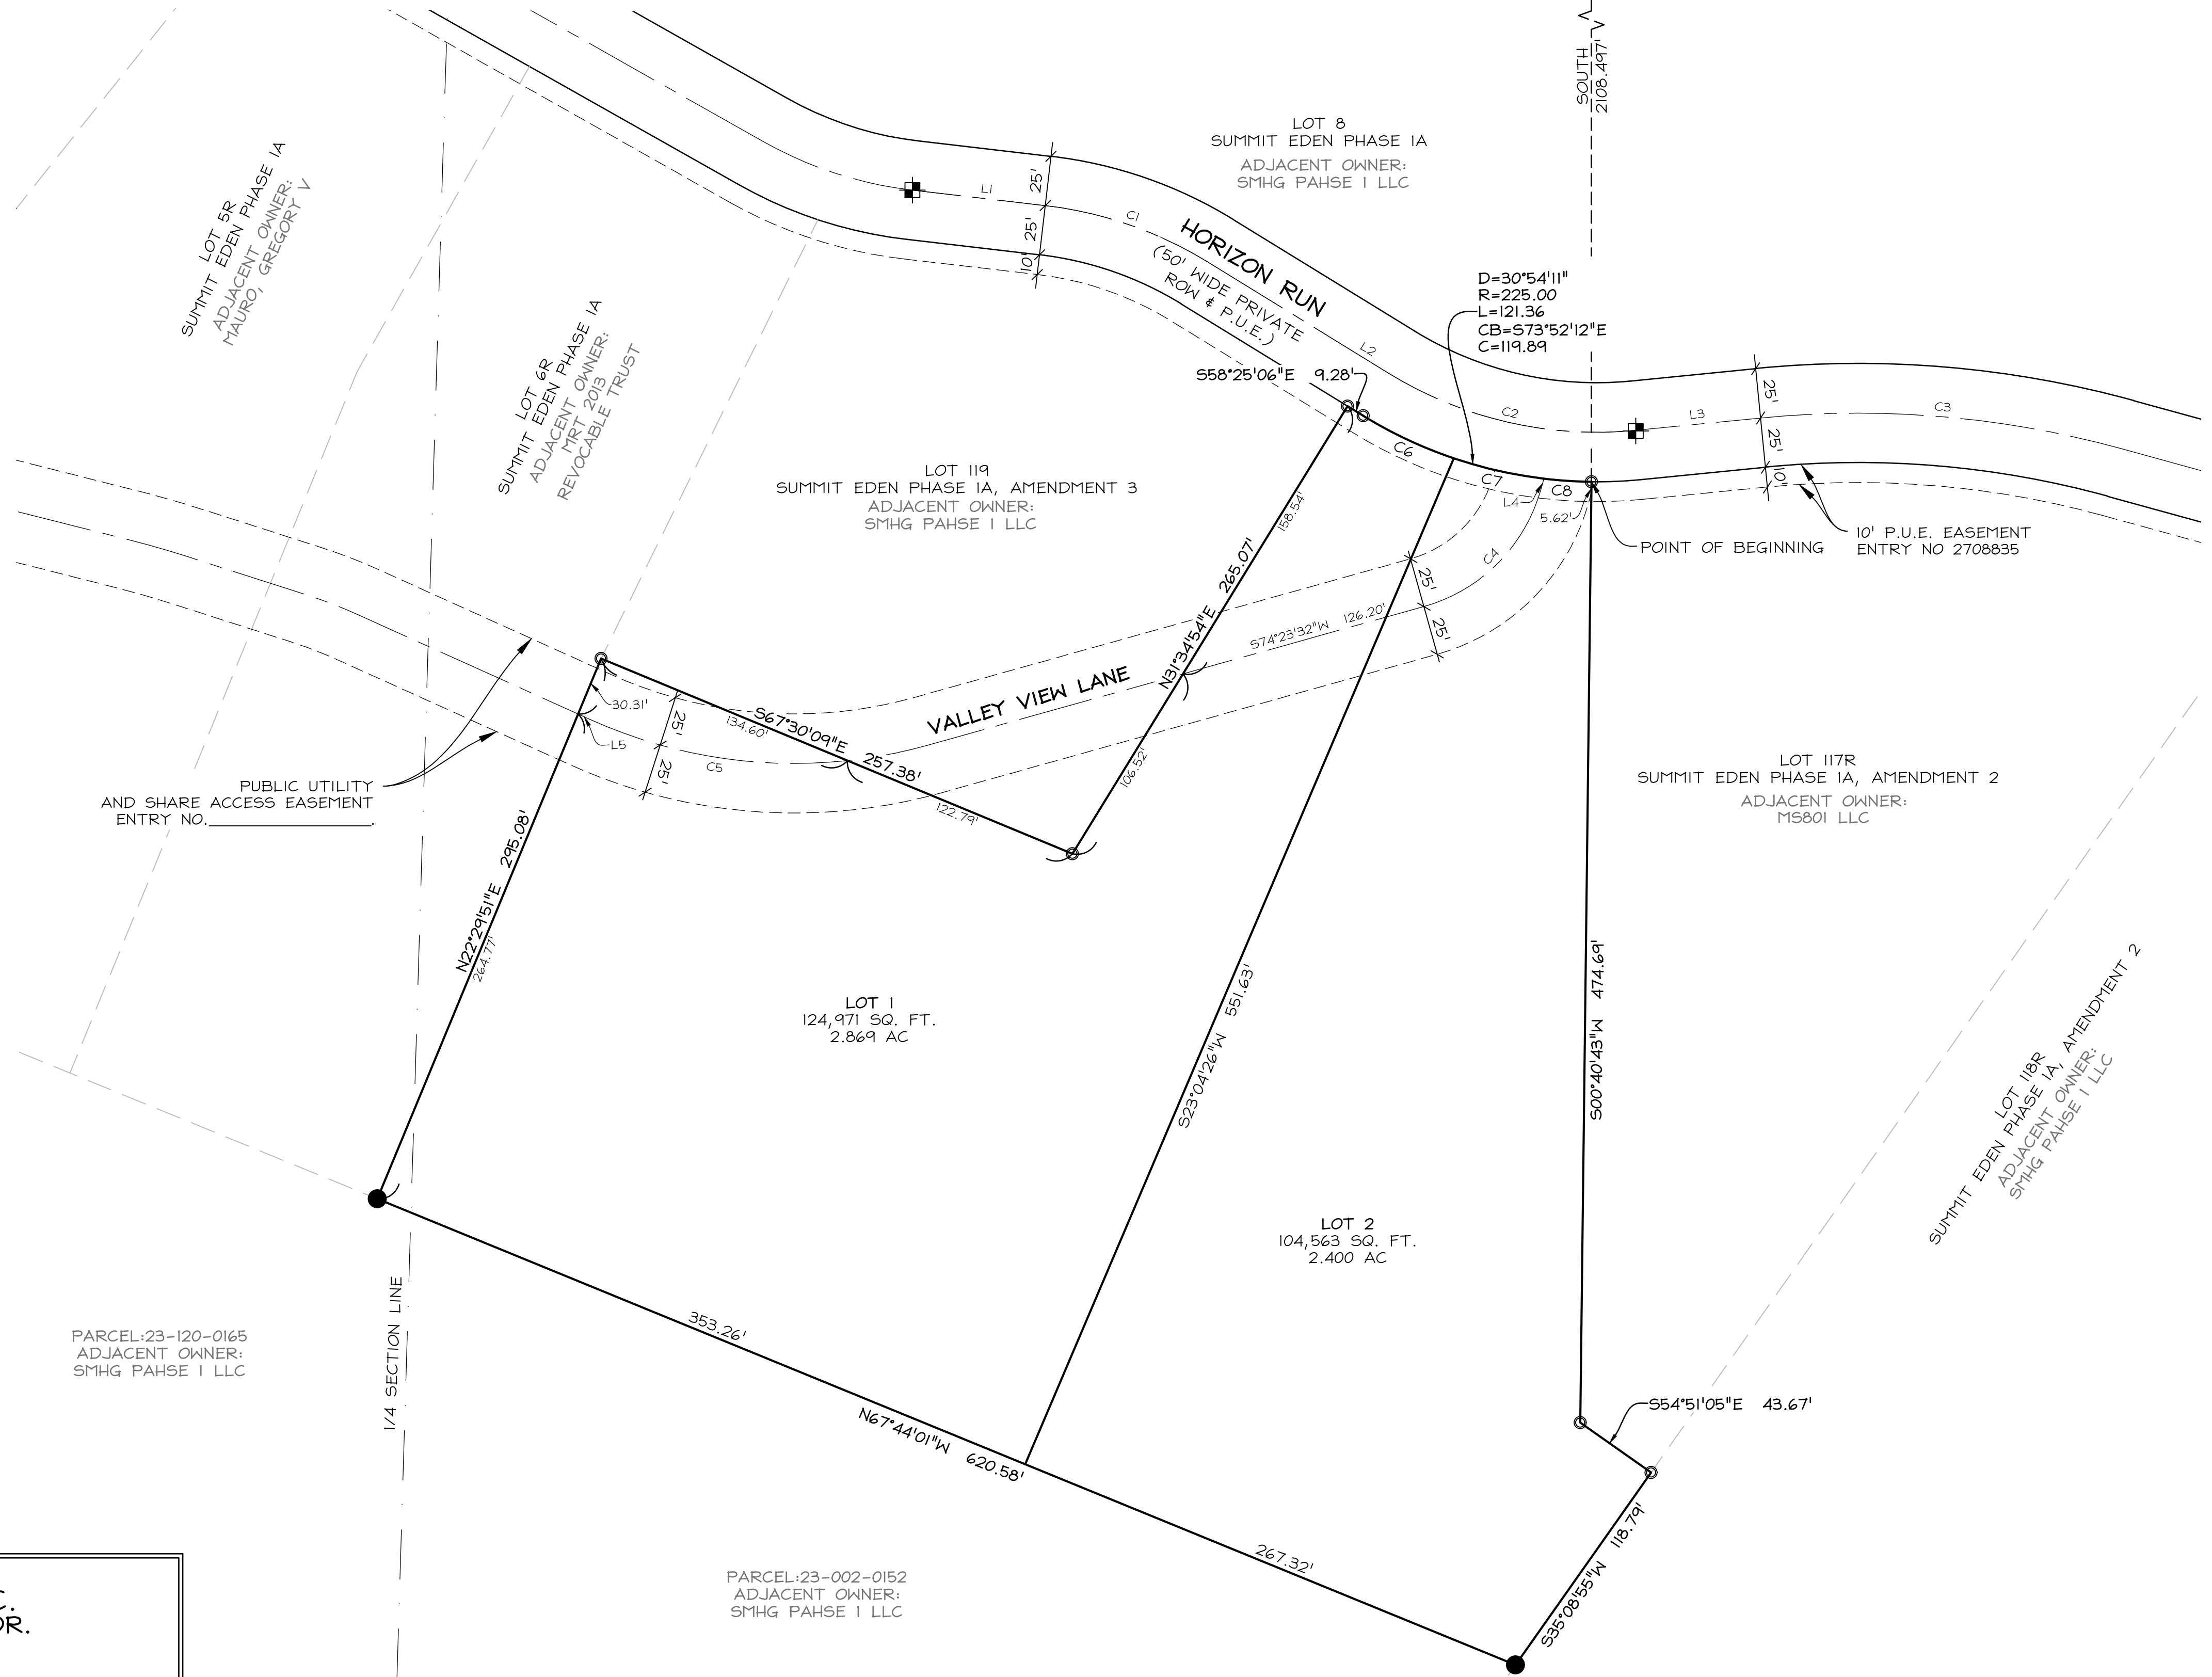 SOUTH
2108.497'
LOT 8
SUMMIT EDEN PHASE 1A
ADJACENT OWNER:
SMHG PAHSE 1 LLC
LOT 5R
SUMMIT EDEN PHASE 1A
ADJACENT OWNER:
MAURO, GREGORY V
L1
25'
25'
10'
C1
HORIZON RUN
(50' WIDE PRIVATE
ROW & P.U.E.)
L2
D=30°54'11"
R=225.00
L=121.36
CB=S73°52'12"E
C=119.89
S58°25'06"E 9.28'
LOT 6R
SUMMIT EDEN PHASE 1A
ADJACENT OWNER:
MRT 2013
REVOCABLE TRUST
C2
L3
25'
25'
10'
C3
C6
C7
C8
L4
5.62'
POINT OF BEGINNING
10' P.U.E. EASEMENT
ENTRY NO 2708835
LOT 119
SUMMIT EDEN PHASE 1A, AMENDMENT 3
ADJACENT OWNER:
SMHG PAHSE 1 LLC
158.54'
N31°34'54"E 265.07'
106.52'
C4
25'
25'
S74°23'32"W 126.20'
VALLEY VIEW LANE
30.31'
L5
25'
25'
C5
134.60'
S67°30'09"E 257.38'
122.79'
PUBLIC UTILITY
AND SHARE ACCESS EASEMENT
ENTRY NO.                    .
N22°29'51"E 295.08'
264.77'
LOT 117R
SUMMIT EDEN PHASE 1A, AMENDMENT 2
ADJACENT OWNER:
MS801 LLC
LOT 1
124,971 SQ. FT.
2.869 AC
S23°04'26"W 551.63'
S00°40'43"W 474.69'
LOT 118R
SUMMIT EDEN PHASE 1A, AMENDMENT 2
ADJACENT OWNER:
SMHG PAHSE 1 LLC
LOT 2
104,563 SQ. FT.
2.400 AC
1/4 SECTION LINE
PARCEL:23-120-0165
ADJACENT OWNER:
SMHG PAHSE 1 LLC
353.26'
N67°44'01"W 620.58'
267.32'
S54°51'05"E 43.67'
S35°08'55"W 118.79'
PARCEL:23-002-0152
ADJACENT OWNER:
SMHG PAHSE 1 LLC
C.
OR.